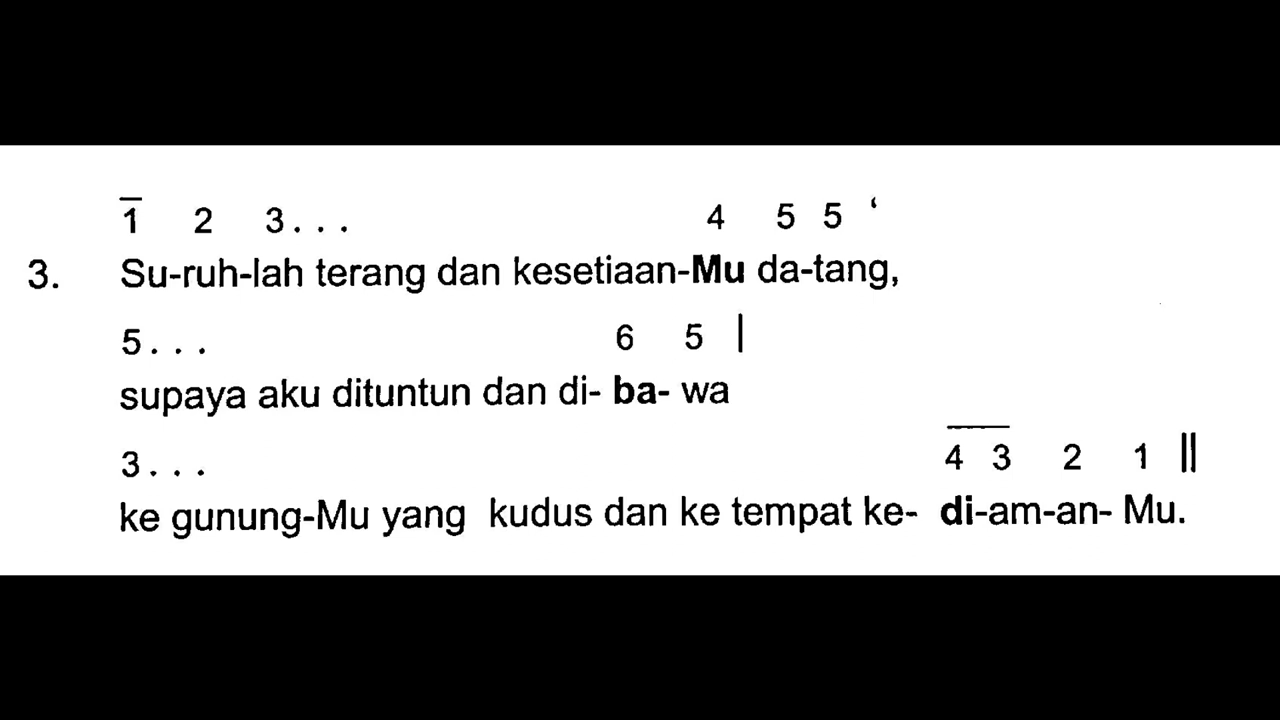 1 2 3... 4 5 5 ‘
3. Su-ruh-lah terang dan kesetiaan-Mu da-tang,
5... 6 5 |
supaya aku dituntun dan di- ba- wa
3... 4 3 2 1 ||
ke gunung-Mu yang kudus dan ke tempat ke- di-am-an- Mu.